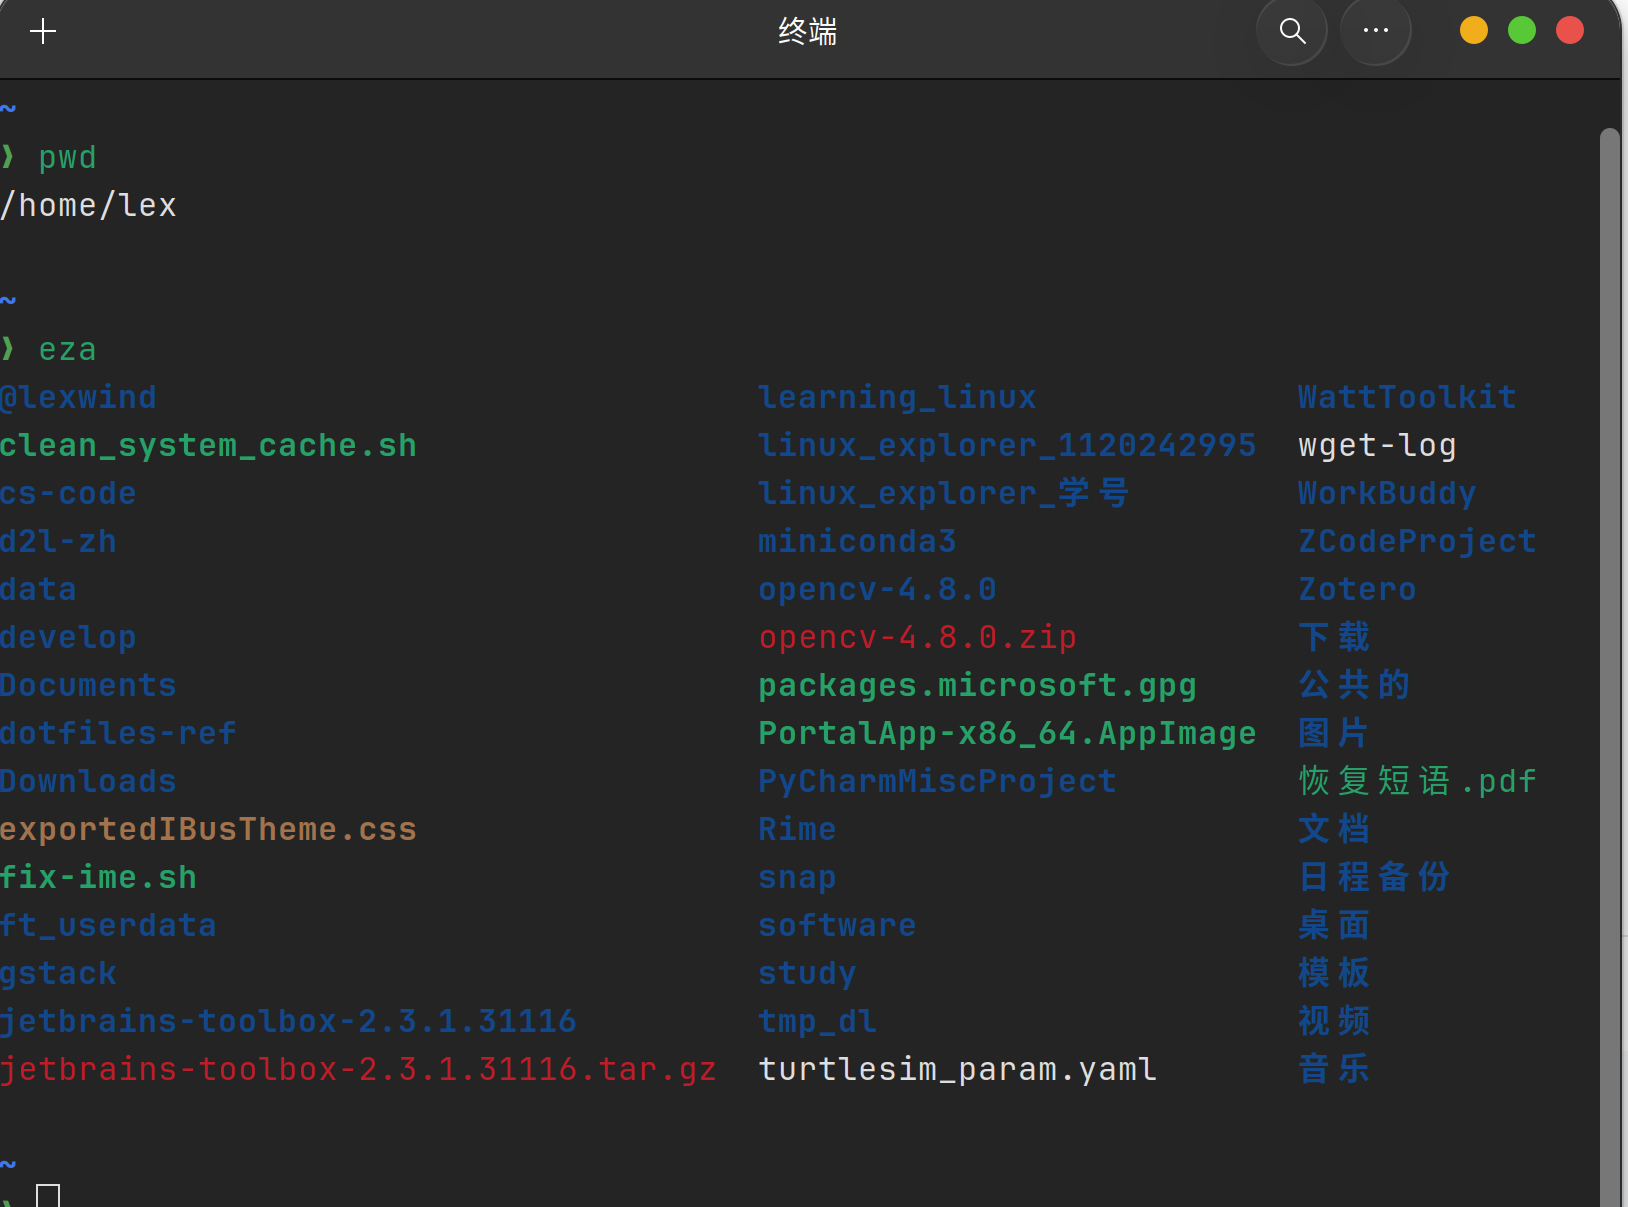 终端
~
❯ pwd
/home/lex
~
❯ eza
@lexwind learning_linux WattToolkit
clean_system_cache.sh linux_explorer_1120242995 wget-log
cs-code linux_explorer_学号 WorkBuddy
d2l-zh miniconda3 ZCodeProject
data opencv-4.8.0 Zotero
develop opencv-4.8.0.zip 下载
Documents packages.microsoft.gpg 公共的
dotfiles-ref PortalApp-x86_64.AppImage 图片
Downloads PyCharmMiscProject 恢复短语.pdf
exportedIBusTheme.css Rime 文档
fix-ime.sh snap 日程备份
ft_userdata software 桌面
gstack study 模板
jetbrains-toolbox-2.3.1.31116 tmp_dl 视频
jetbrains-toolbox-2.3.1.31116.tar.gz turtlesim_param.yaml 音乐
~
❯